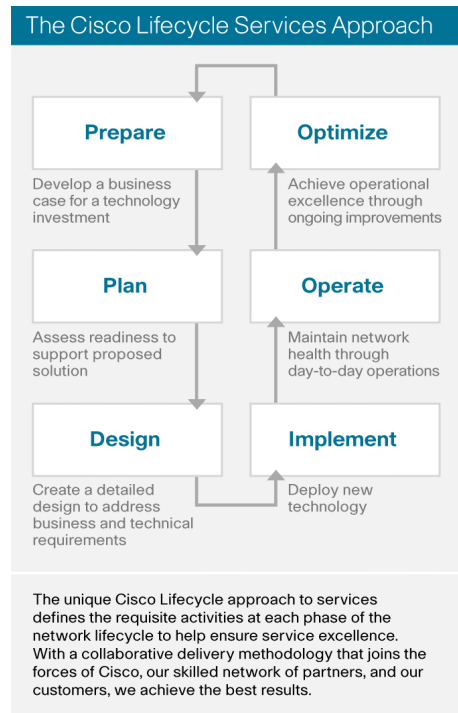 The Cisco Lifecycle Services Approach
Prepare
Develop a business
case for a technology
investment
Plan
Assess readiness to
support proposed
solution
Design
Create a detailed
design to address
business and technical
requirements
Implement
Deploy new
technology
Operate
Maintain network
health through
day-to-day operations
Optimize
Achieve operational
excellence through
ongoing improvements
The unique Cisco Lifecycle approach to services
defines the requisite activities at each phase of the
network lifecycle to help ensure service excellence.
With a collaborative delivery methodology that joins the
forces of Cisco, our skilled network of partners, and our
customers, we achieve the best results.